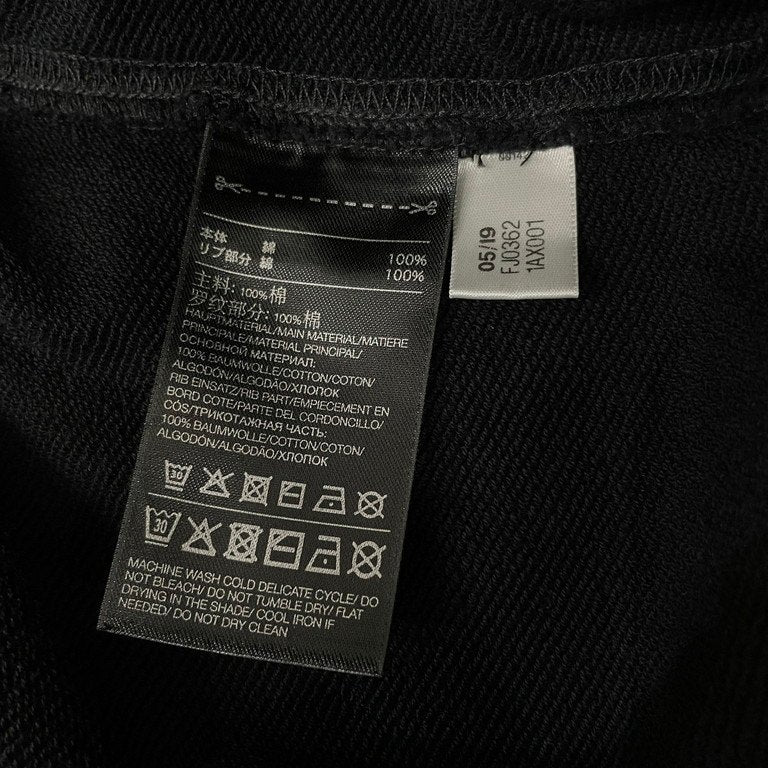 本体 綿 100%
リブ部分 綿 100%
主料: 100%棉
罗纹部分: 100%棉
HAUPTMATERIAL/MAIN MATERIAL/MATIERE
PRINCIPALE/MATERIAL PRINCIPAL/
ОСНОВНОЙ МАТЕРИАЛ:
100% BAUMWOLLE/COTTON/COTON/
ALGODÓN/ALGODÃO/ХЛОПОК
RIB EINSATZ/RIB PART/EMPIECEMENT EN
BORD COTE/PARTE DEL CORDONCILLO/
CÓS/ТРИКОТАЖНАЯ ЧАСТЬ:
100% BAUMWOLLE/COTTON/COTON/
ALGODÓN/ALGODÃO/ХЛОПОК
30
30
MACHINE WASH COLD DELICATE CYCLE/ DO
NOT BLEACH/ DO NOT TUMBLE DRY/ FLAT
DRYING IN THE SHADE/ COOL IRON IF
NEEDED/ DO NOT DRY CLEAN
05/19
FJ0362
1AX001